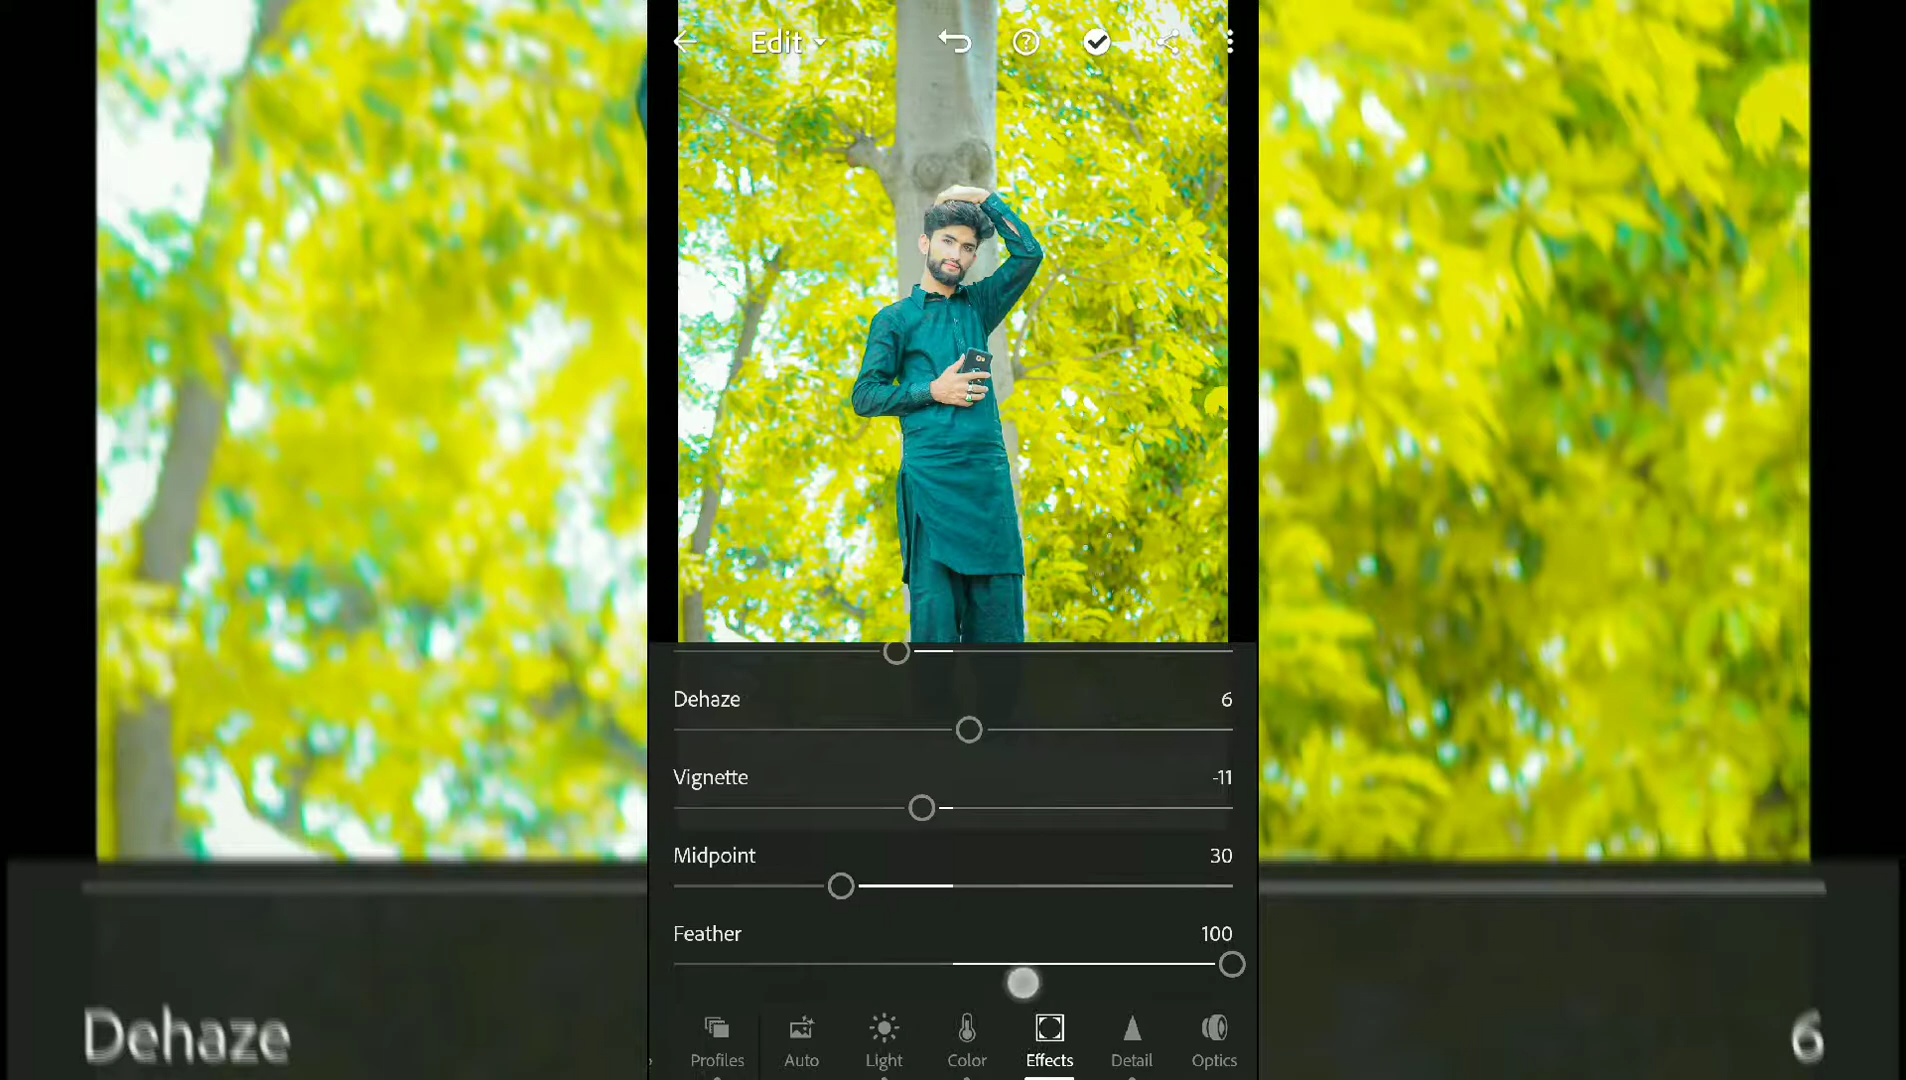 Edit
Dehaze 6
Vignette -11
Midpoint 30
Feather 100
Profiles Auto Light Color Effects Detail Optics
Dehaze 6